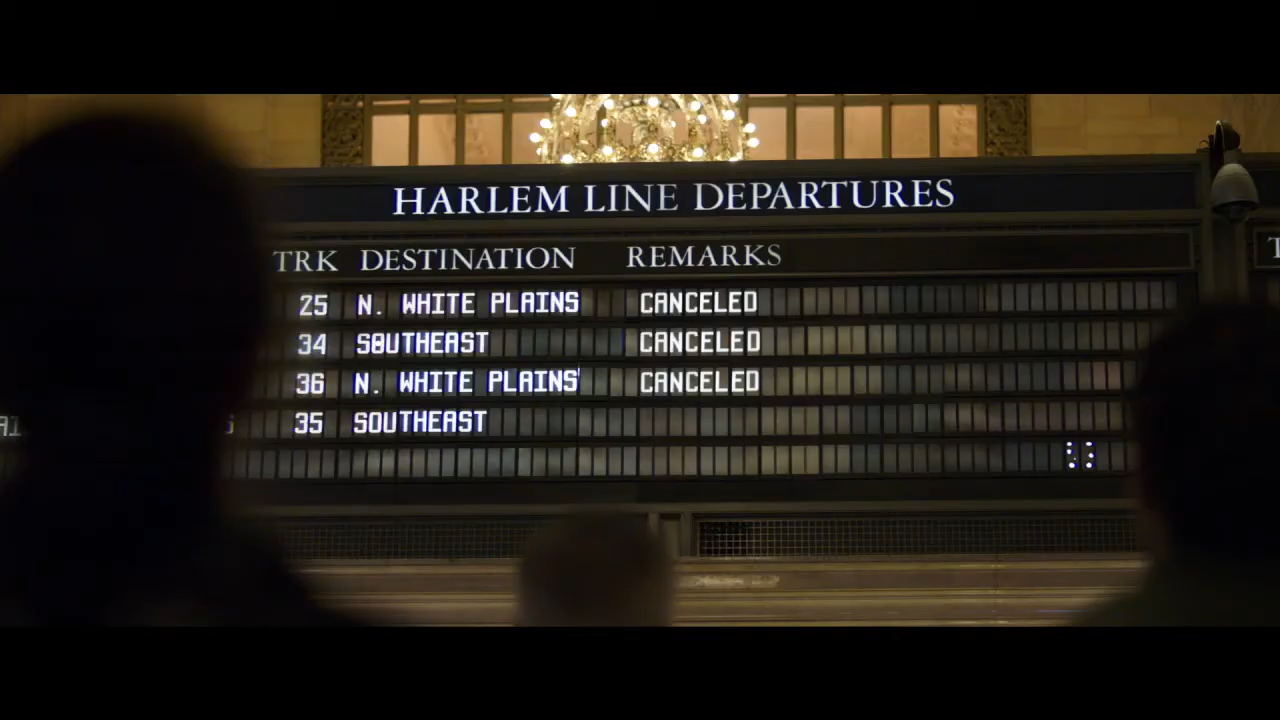 HARLEM LINE DEPARTURES
TRK DESTINATION REMARKS
25 N. WHITE PLAINS CANCELED
34 SOUTHEAST CANCELED
36 N. WHITE PLAINS CANCELED
35 SOUTHEAST